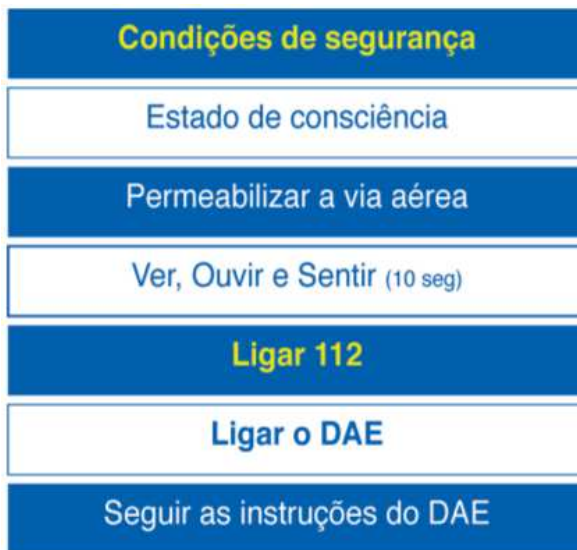 Condições de segurança
Estado de consciência
Permeabilizar a via aérea
Ver, Ouvir e Sentir (10 seg)
Ligar 112
Ligar o DAE
Seguir as instruções do DAE